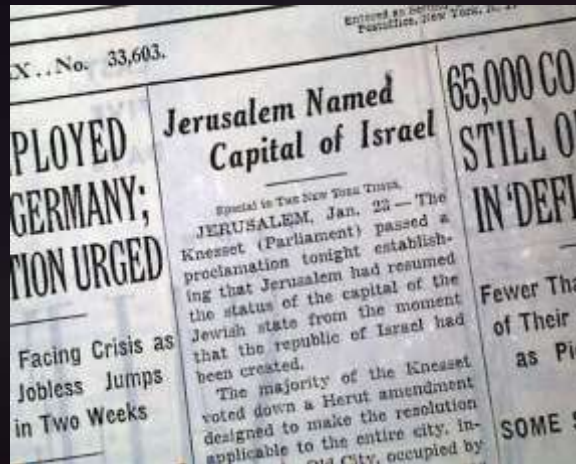 Entered as Second
Postoffice, New York, N. Y.
X..No. 33,603.
PLOYED
GERMANY;
TION URGED
Facing Crisis as
Jobless Jumps
in Two Weeks
Jerusalem Named
Capital of Israel
Special to THE NEW YORK TIMES.
JERUSALEM, Jan. 23—The
Knesset (Parliament) passed a
proclamation tonight establish-
ing that Jerusalem had resumed
the status of the capital of the
Jewish state from the moment
that the republic of Israel had
been created.
The majority of the Knesset
voted down a Herut amendment
designed to make the resolution
applicable to the entire city, in-
Old City, occupied by
65,000 CO
STILL O
IN 'DEFI
Fewer Tha
of Their
as Pi
SOME S